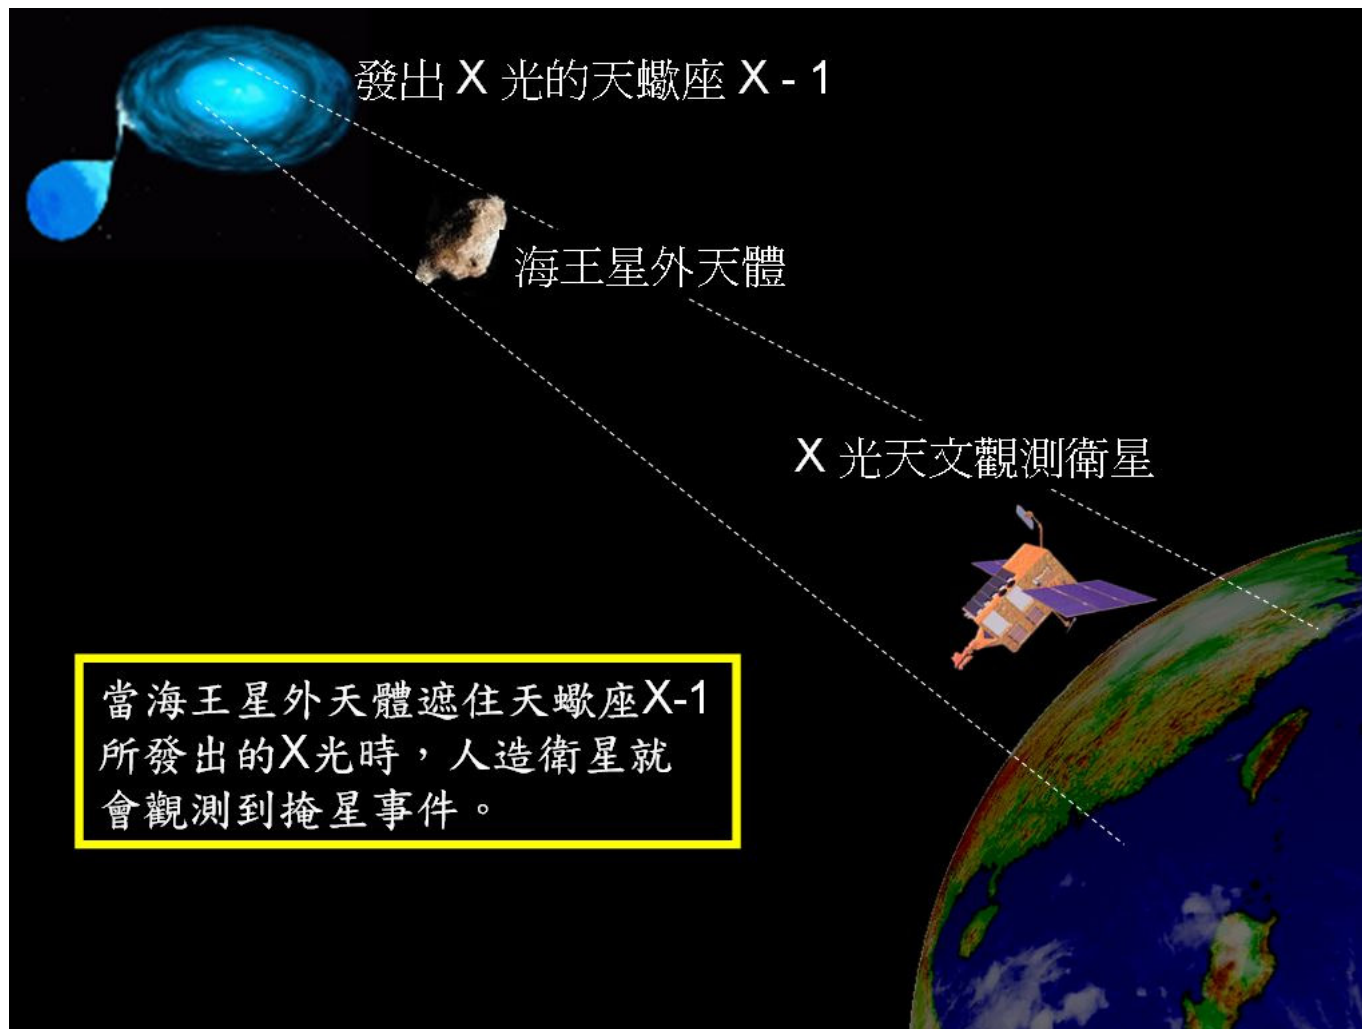 發出 X 光的天蠍座 X - 1
海王星外天體
X 光天文觀測衛星
當海王星外天體遮住天蠍座X-1
所發出的X光時，人造衛星就
會觀測到掩星事件。